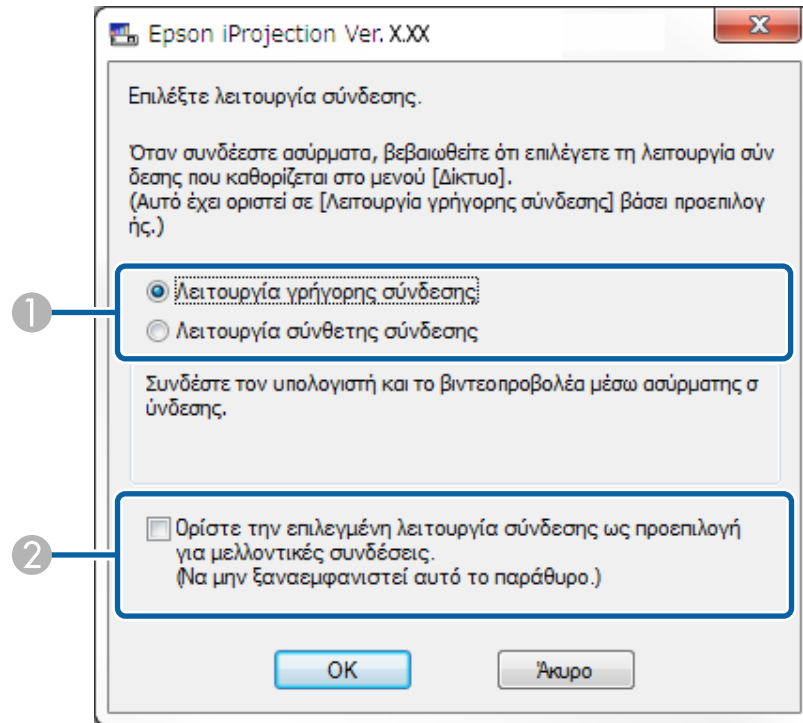 Epson iProjection Ver. X.XX
Επιλέξτε λειτουργία σύνδεσης.
Όταν συνδέεστε ασύρματα, βεβαιωθείτε ότι επιλέγετε τη λειτουργία σύν
δεσης που καθορίζεται στο μενού [Δίκτυο].
(Αυτό έχει οριστεί σε [Λειτουργία γρήγορης σύνδεσης] βάσει προεπιλογ
ής.)
1
Λειτουργία γρήγορης σύνδεσης
Λειτουργία σύνθετης σύνδεσης
Συνδέστε τον υπολογιστή και το βιντεοπροβολέα μέσω ασύρματης σ
ύνδεσης.
2
Ορίστε την επιλεγμένη λειτουργία σύνδεσης ως προεπιλογή
για μελλοντικές συνδέσεις.
(Να μην ξαναεμφανιστεί αυτό το παράθυρο.)
OK
Άκυρο